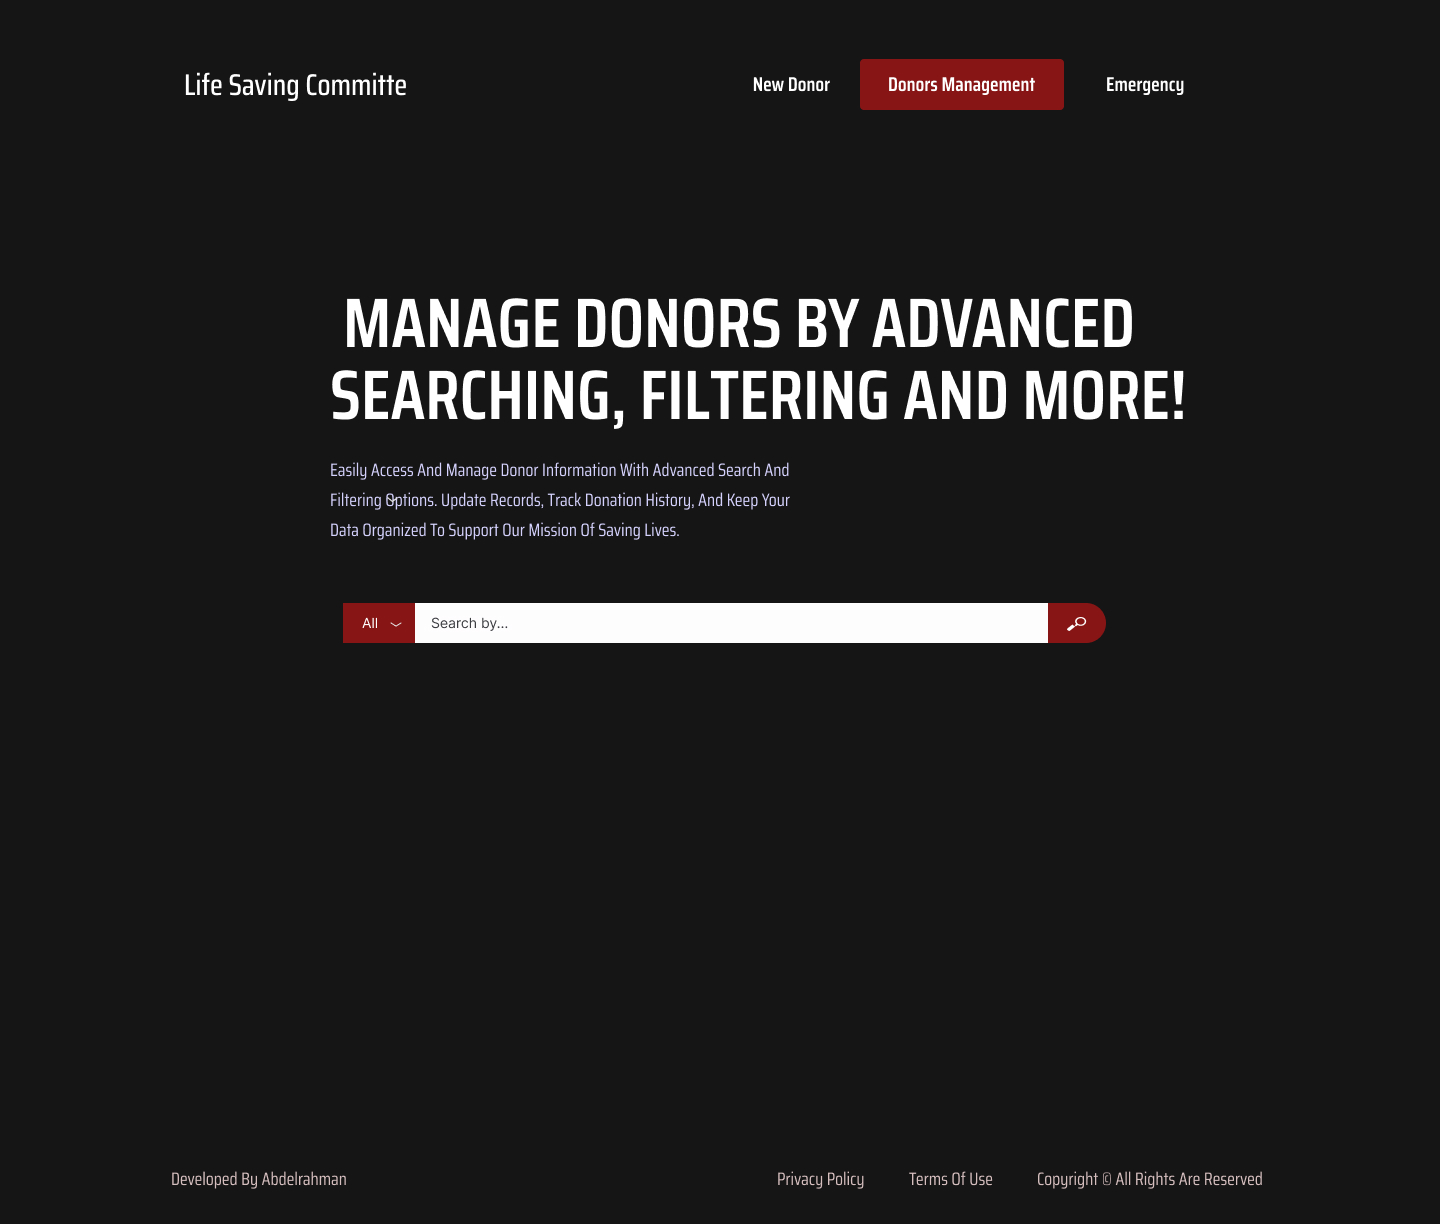 Life Saving Committe
New Donor
Donors Management
Emergency
MANAGE DONORS BY ADVANCED
SEARCHING, FILTERING AND MORE!
Easily Access And Manage Donor Information With Advanced Search And
Filtering Options. Update Records, Track Donation History, And Keep Your
Data Organized To Support Our Mission Of Saving Lives.
All
Search by...
Developed By Abdelrahman
Privacy Policy
Terms Of Use
Copyright © All Rights Are Reserved